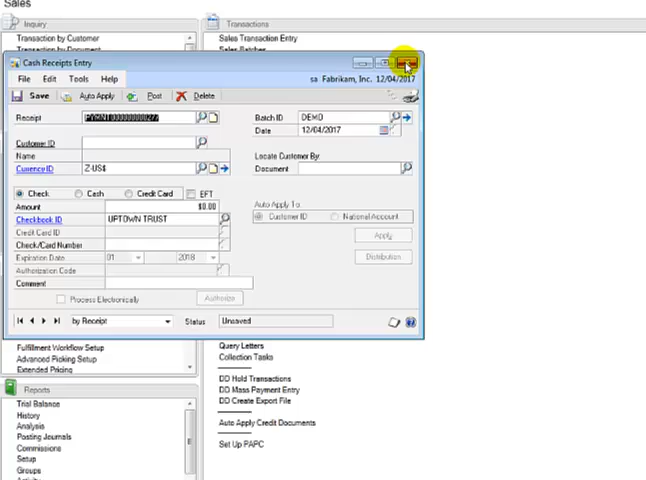 Sales
Inquiry
Transactions
Transaction by Customer
Transaction by Document
Sales Transaction Entry
Sales Batches
Cash Receipts Entry
File Edit Tools Help
sa Fabrikam, Inc. 12/04/2017
Save Auto Apply Post Delete
Receipt
Batch ID DEMO
Date 12/04/2017
Customer ID
Name
Locate Customer By:
Currency ID Z-US$
Document
Check Cash Credit Card EFT
Amount $0.00
Auto Apply To:
Checkbook ID UPTOWN TRUST
Customer ID National Account
Credit Card ID
Apply
Check/Card Number
Expiration Date 01 2018
Distribution
Authorization Code
Comment
Process Electronically Authorize
by Receipt Status Unsaved
Fulfillment Workflow Setup
Advanced Picking Setup
Extended Pricing
Query Letters
Collection Tasks
DD Hold Transactions
DD Mass Payment Entry
DD Create Export File
Auto Apply Credit Documents
Set Up PAPC
Reports
Trial Balance
History
Analysis
Posting Journals
Commissions
Setup
Groups